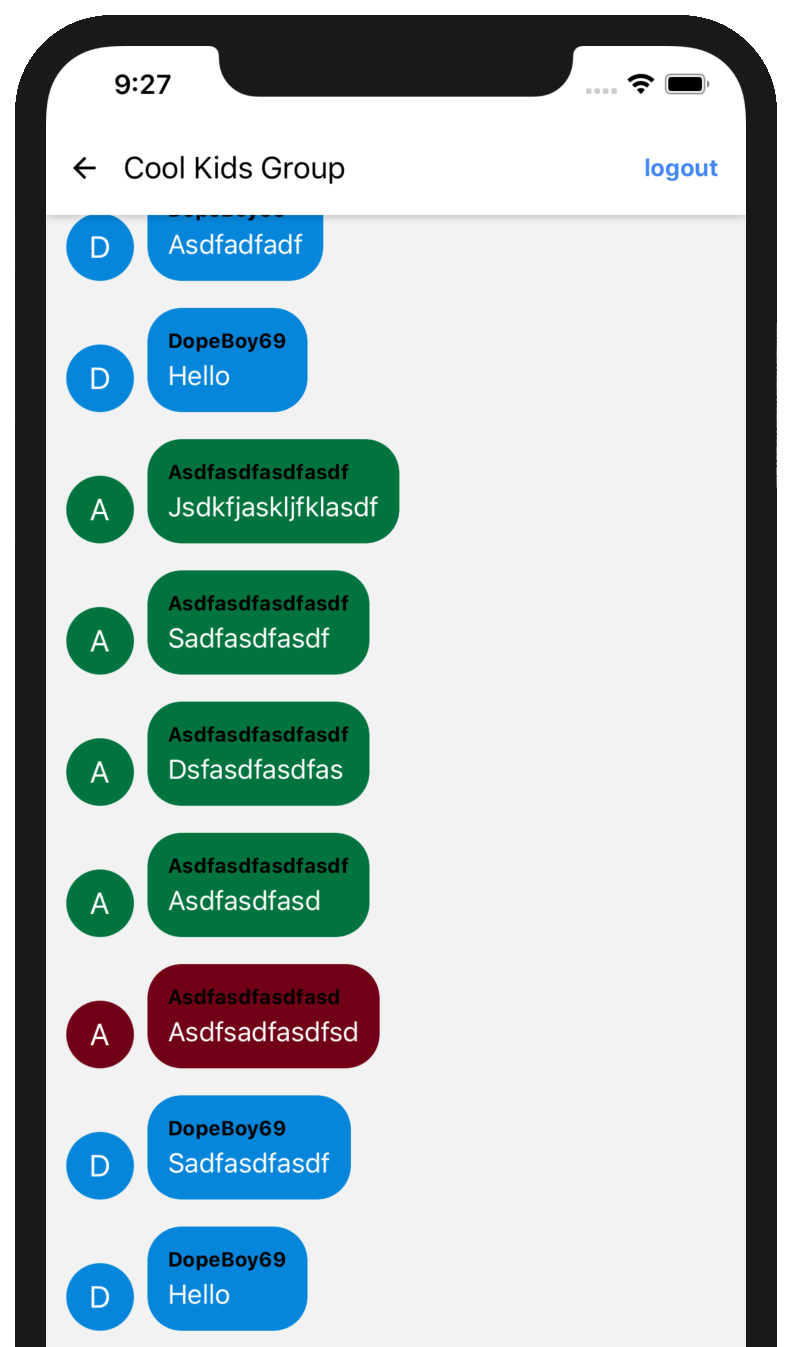 9:27
Cool Kids Group
logout
D
Asdfadfadf
DopeBoy69
D
Hello
Asdfasdfasdfasdf
A
Jsdkfjaskljfklasdf
Asdfasdfasdfasdf
A
Sadfasdfasdf
Asdfasdfasdfasdf
A
Dsfasdfasdfas
Asdfasdfasdfasdf
A
Asdfasdfasd
Asdfasdfasdfasd
A
Asdfsadfasdfsd
DopeBoy69
D
Sadfasdfasdf
DopeBoy69
D
Hello